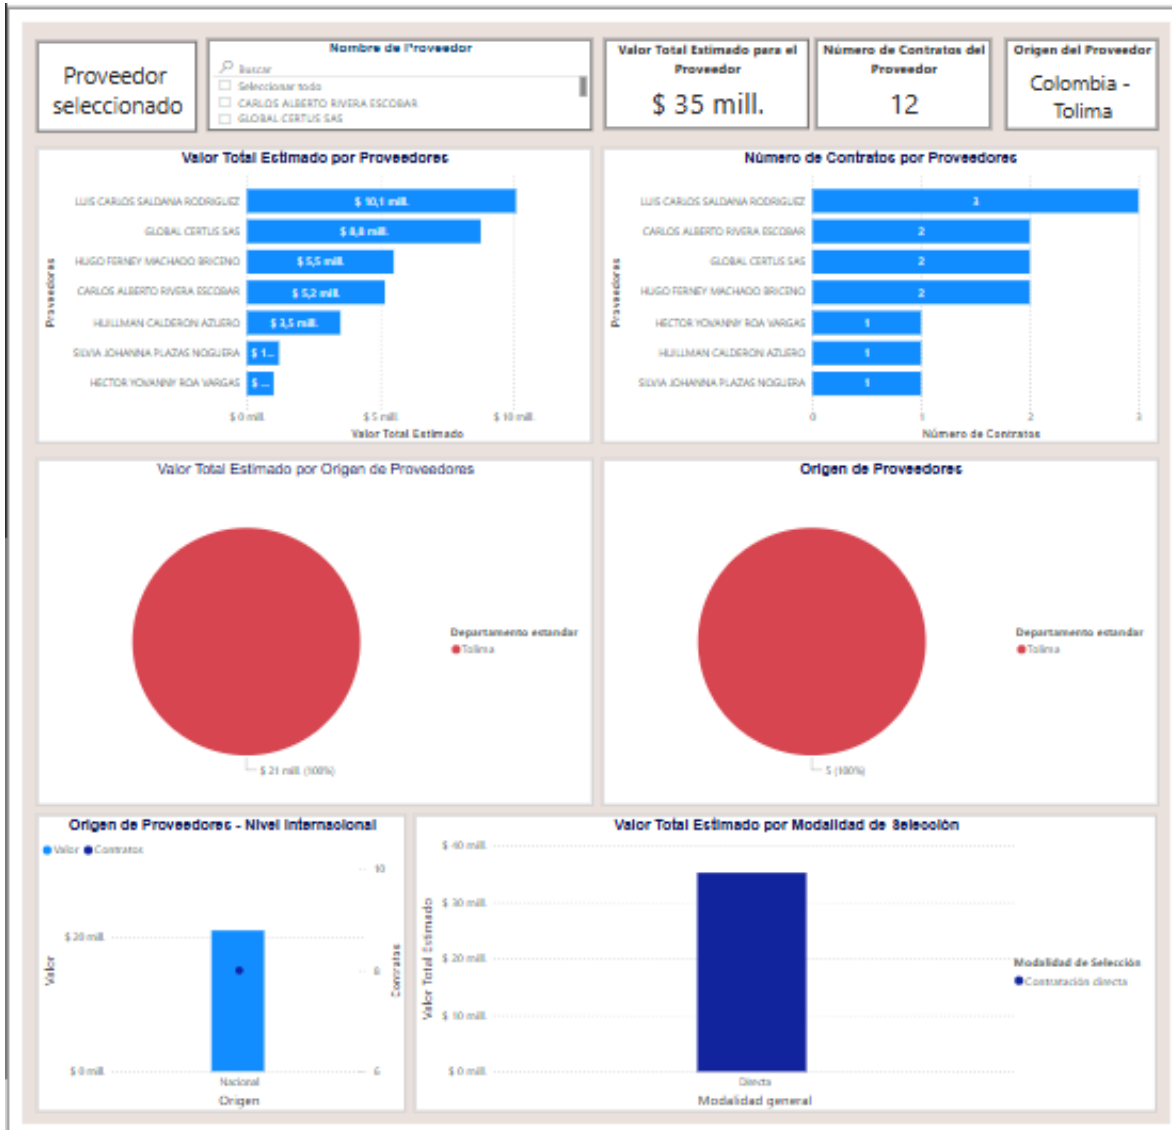 Proveedor
seleccionado
Nombre de Proveedor
Buscar
Seleccionar todo
CARLOS ALBERTO RIVERA ESCOBAR
GLOBAL CERTUS SAS
Valor Total Estimado para el
Proveedor
$ 35 mill.
Número de Contratos del
Proveedor
12
Origen del Proveedor
Colombia -
Tolima
Valor Total Estimado por Proveedores
Proveedores
LUIS CARLOS SALDANA RODRIGUEZ
$ 10,1 mill.
GLOBAL CERTUS SAS
$ 8,8 mill.
HUGO FERNEY MACHADO BRICENO
$ 5,5 mill.
CARLOS ALBERTO RIVERA ESCOBAR
$ 5,2 mill.
HUILLMAN CALDERON AZUERO
$ 3,5 mill.
SILVIA JOHANNA PLAZAS NOGUERA
$ 1...
HECTOR YOVANNY ROA VARGAS
$ ...
$ 0 mill.
$ 5 mill.
$ 10 mill.
Valor Total Estimado
Número de Contratos por Proveedores
Proveedores
LUIS CARLOS SALDANA RODRIGUEZ
3
CARLOS ALBERTO RIVERA ESCOBAR
2
GLOBAL CERTUS SAS
2
HUGO FERNEY MACHADO BRICENO
2
HECTOR YOVANNY ROA VARGAS
1
HUILLMAN CALDERON AZUERO
1
SILVIA JOHANNA PLAZAS NOGUERA
1
0
1
2
3
Número de Contratos
Valor Total Estimado por Origen de Proveedores
Departamento estandar
Tolima
$ 21 mill. (100%)
Origen de Proveedores
Departamento estandar
Tolima
5 (100%)
Origen de Proveedores - Nivel Internacional
Valor
Contratos
10
$ 20 mill.
8
Valor
Contratos
$ 0 mill.
6
Nacional
Origen
Valor Total Estimado por Modalidad de Selección
$ 40 mill.
$ 30 mill.
$ 20 mill.
$ 10 mill.
$ 0 mill.
Valor Total Estimado
Modalidad de Selección
Contratación directa
Directa
Modalidad general